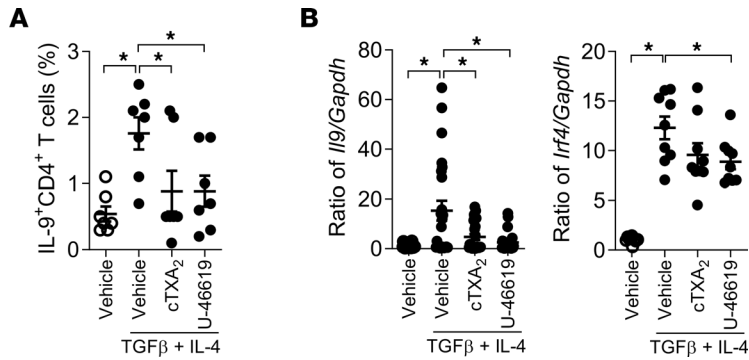 A
B
IL-9⁺CD4⁺ T cells (%)
3
2
1
0
*
*
*
Vehicle
Vehicle
cTXA₂
U-46619
TGFβ + IL-4
Ratio of Il9/Gapdh
80
60
40
20
0
*
*
*
Vehicle
Vehicle
cTXA₂
U-46619
TGFβ + IL-4
Ratio of Irf4/Gapdh
20
15
10
5
0
*
*
Vehicle
Vehicle
cTXA₂
U-46619
TGFβ + IL-4